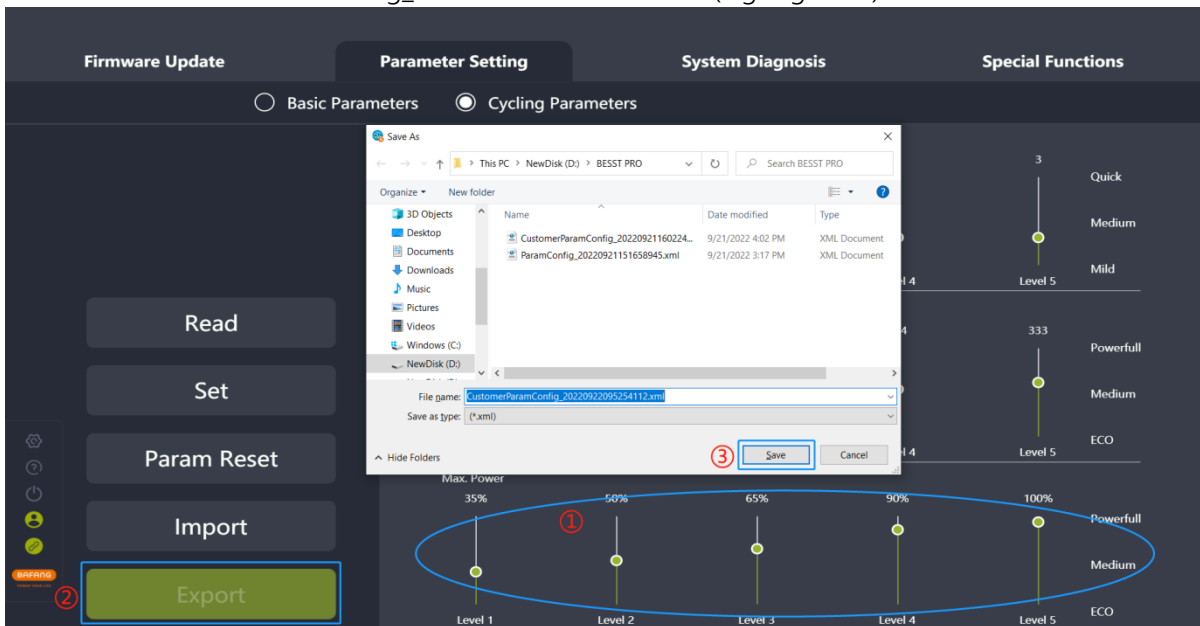 Firmware Update Parameter Setting System Diagnosis Special Functions
Basic Parameters Cycling Parameters
Save As
This PC > NewDisk (D:) > BESST PRO
Search BESST PRO
Organize New folder
3D Objects
Desktop
Documents
Downloads
Music
Pictures
Videos
Windows (C:)
NewDisk (D:)
Name Date modified Type
CustomerParamConfig_20220921160224... 9/21/2022 4:02 PM XML Document
ParamConfig_20220921151658945.xml 9/21/2022 3:17 PM XML Document
File name: CustomerParamConfig_20220922095254112.xml
Save as type: (*.xml)
Hide Folders
③ Save Cancel
3
Quick
Medium
Mild
Level 5
333
Powerfull
Medium
ECO
Level 5
Read
Set
Param Reset
Import
② Export
BAFANG
Max. Power
35% 50% 65% 90% 100%
①
Powerfull
Medium
ECO
Level 1 Level 2 Level 3 Level 4 Level 5